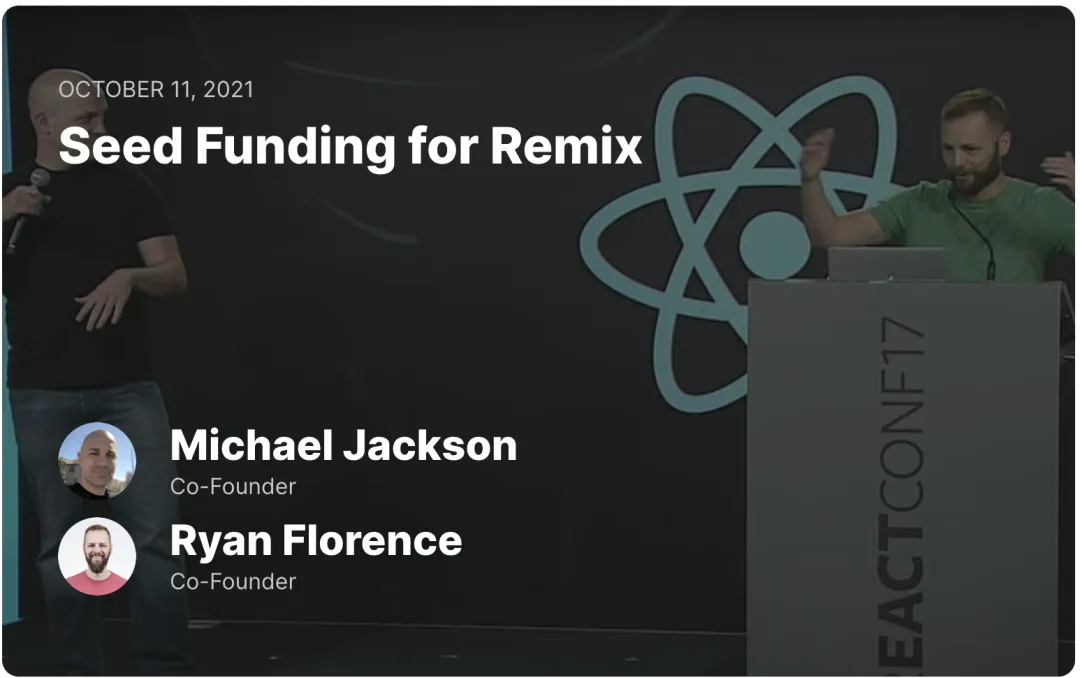 OCTOBER 11, 2021
Seed Funding for Remix
Michael Jackson
Co-Founder
Ryan Florence
Co-Founder
REACTCONF17